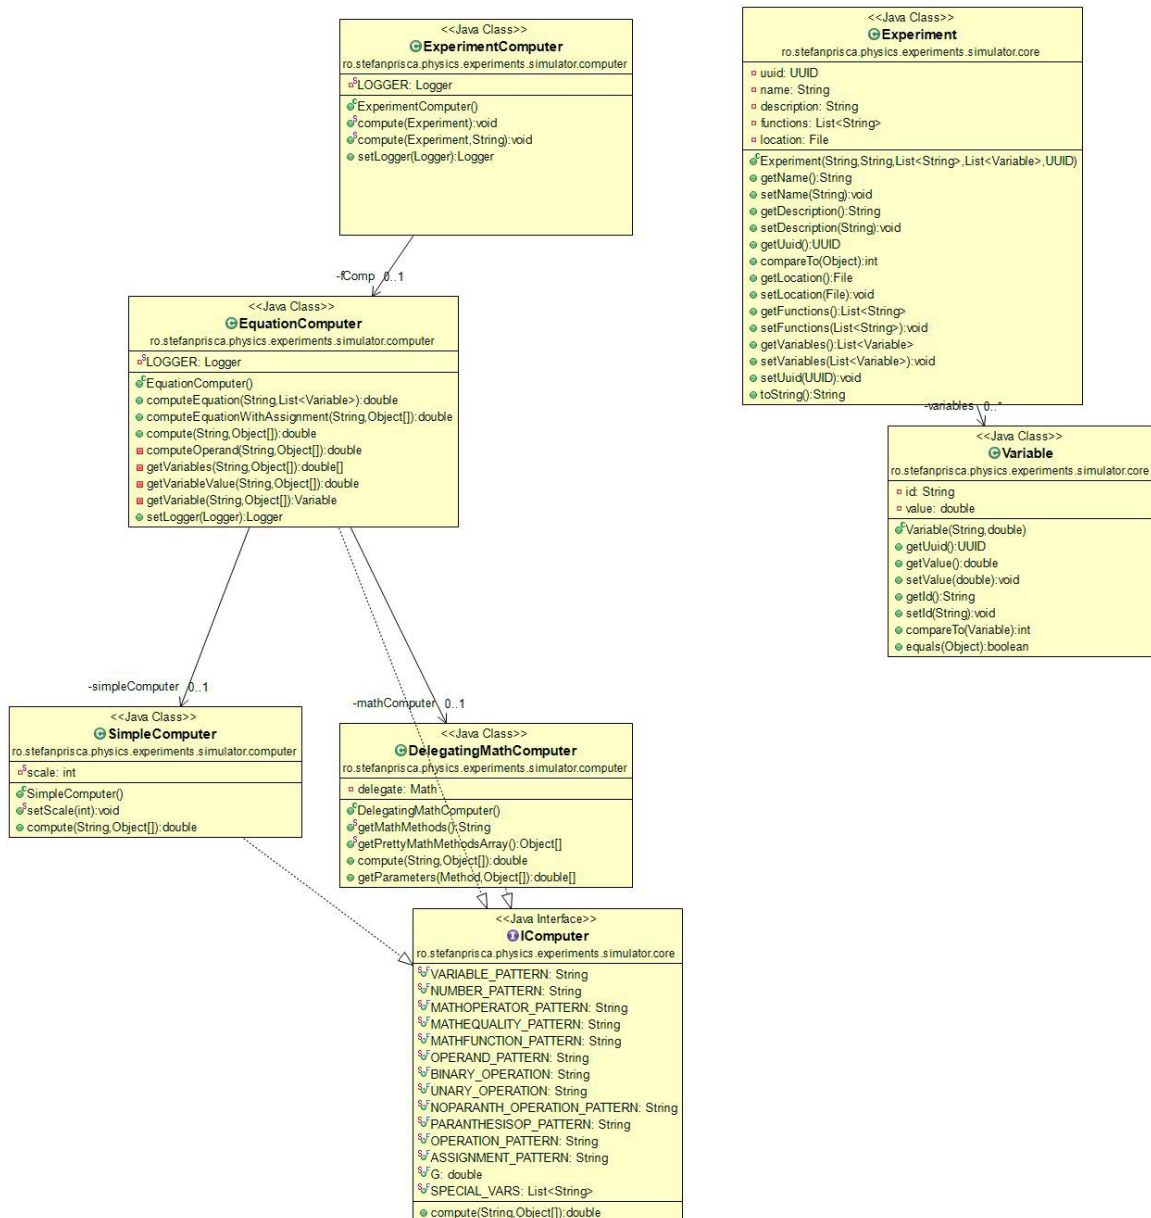 <<Java Class>>
ExperimentComputer
ro.stefanprisca.physics.experiments.simulator.computer
LOGGER: Logger
ExperimentComputer()
compute(Experiment):void
compute(Experiment,String):void
setLogger(Logger):Logger
-fComp 0..1
<<Java Class>>
EquationComputer
ro.stefanprisca.physics.experiments.simulator.computer
LOGGER: Logger
EquationComputer()
computeEquation(String,List<Variable>):double
computeEquationWithAssignment(String,Object[]):double
compute(String,Object[]):double
computeOperand(String,Object[]):double
getVariables(String,Object[]):double[]
getVariableValue(String,Object[]):double
getVariable(String,Object[]):Variable
setLogger(Logger):Logger
<<Java Class>>
Experiment
ro.stefanprisca.physics.experiments.simulator.core
uuid: UUID
name: String
description: String
functions: List<String>
location: File
Experiment(String,String,List<String>,List<Variable>,UUID)
getName():String
setName(String):void
getDescription():String
setDescription(String):void
getUuid():UUID
compareTo(Object):int
getLocation():File
setLocation(File):void
getFunctions():List<String>
setFunctions(List<String>):void
getVariables():List<Variable>
setVariables(List<Variable>):void
setUuid(UUID):void
toString():String
-variables 0..*
<<Java Class>>
Variable
ro.stefanprisca.physics.experiments.simulator.core
id: String
value: double
Variable(String,double)
getUuid():UUID
getValue():double
setValue(double):void
getId():String
setId(String):void
compareTo(Variable):int
equals(Object):boolean
-simpleComputer 0..1
<<Java Class>>
SimpleComputer
ro.stefanprisca.physics.experiments.simulator.computer
scale: int
SimpleComputer()
setScale(int):void
compute(String,Object[]):double
-mathComputer 0..1
<<Java Class>>
DelegatingMathComputer
ro.stefanprisca.physics.experiments.simulator.computer
delegate: Math
DelegatingMathComputer()
getMathMethods():String
getPrettyMathMethodsArray():Object[]
compute(String,Object[]):double
getParameters(Method,Object[]):double[]
<<Java Interface>>
IComputer
ro.stefanprisca.physics.experiments.simulator.core
VARIABLE_PATTERN: String
NUMBER_PATTERN: String
MATHOPERATOR_PATTERN: String
MATHEQUALITY_PATTERN: String
MATHFUNCTION_PATTERN: String
OPERAND_PATTERN: String
BINARY_OPERATION: String
UNARY_OPERATION: String
NOPARANTH_OPERATION_PATTERN: String
PARANTHESISOP_PATTERN: String
OPERATION_PATTERN: String
ASSIGNMENT_PATTERN: String
G: double
SPECIAL_VARS: List<String>
compute(String,Object[]):double